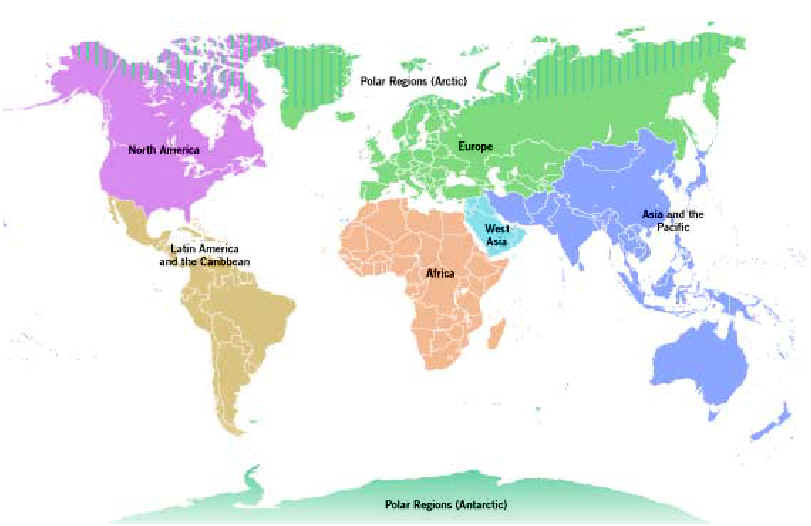 Polar Regions (Arctic)
North America
Europe
Asia and the
Pacific
West
Asia
Latin America
and the Caribbean
Africa
Polar Regions (Antarctic)